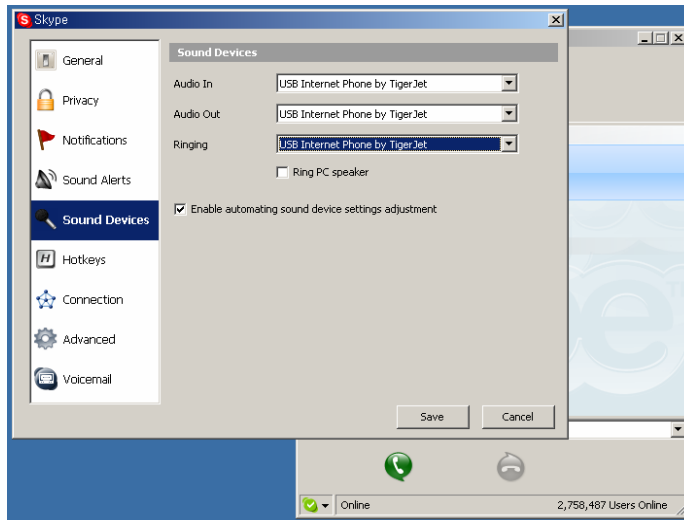 Skype
General
Privacy
Notifications
Sound Alerts
Sound Devices
Hotkeys
Connection
Advanced
Voicemail
Sound Devices
Audio In USB Internet Phone by TigerJet
Audio Out USB Internet Phone by TigerJet
Ringing USB Internet Phone by TigerJet
Ring PC speaker
Enable automating sound device settings adjustment
Save Cancel
Online 2,758,487 Users Online